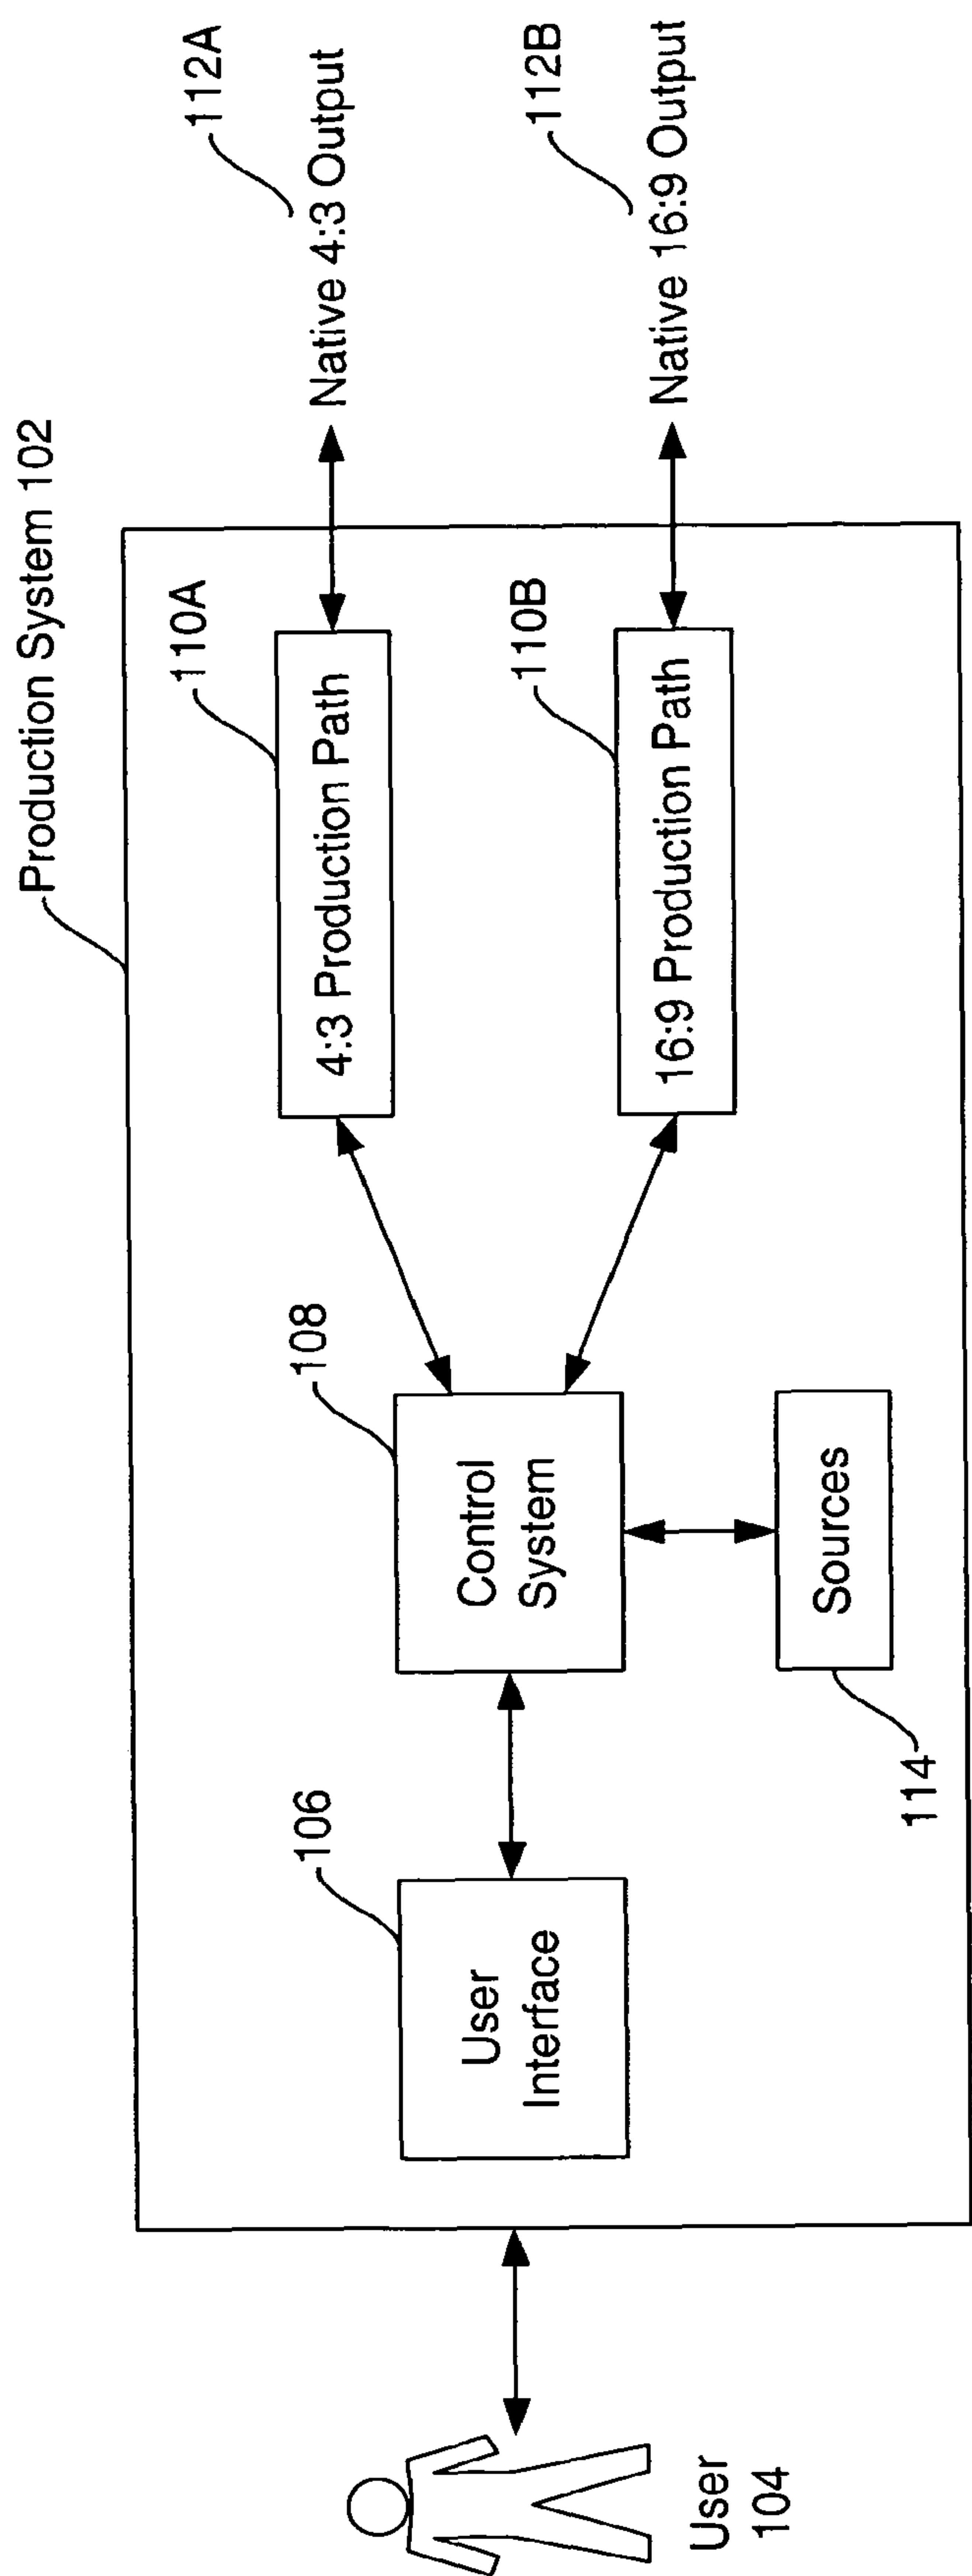 Production System 102
112A
Native 4:3 Output
110A
4:3 Production Path
112B
Native 16:9 Output
110B
16:9 Production Path
108
Control
System
106
User
Interface
Sources
114
User
104